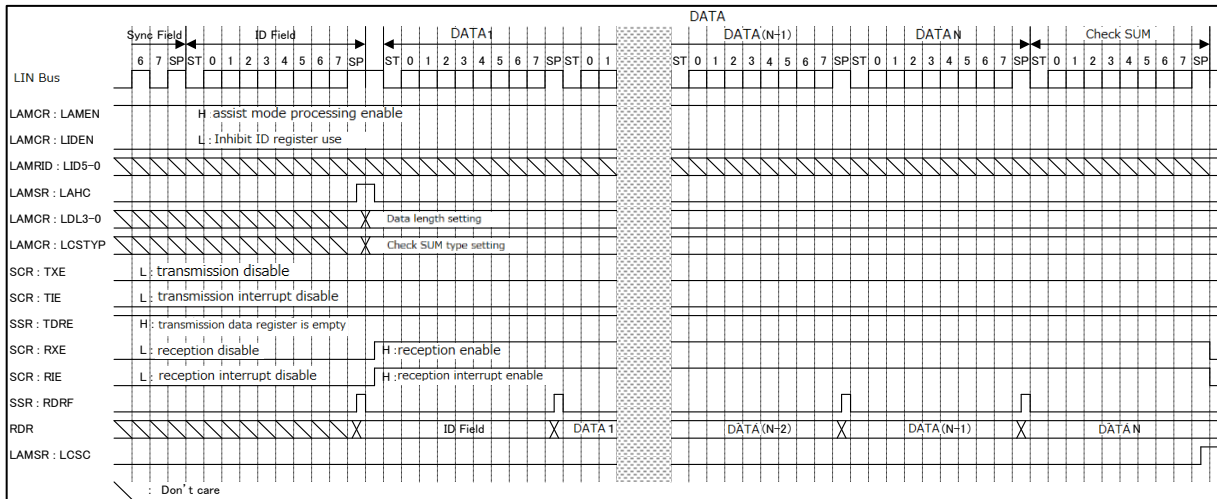 DATA
Sync Field ID Field DATA1 DATA(N-1) DATAN Check SUM
6 7 SP ST 0 1 2 3 4 5 6 7 SP ST 0 1 2 3 4 5 6 7 SP ST 0 1 ST 0 1 2 3 4 5 6 7 SP ST 0 1 2 3 4 5 6 7 SP ST 0 1 2 3 4 5 6 7 SP
LIN Bus
LAMCR : LAMEN H:assist mode processing enable
LAMCR : LIDEN L : Inhibit ID register use
LAMRID : LID5-0
LAMSR : LAHC
LAMCR : LDL3-0 Data length setting
LAMCR : LCSTYP Check SUM type setting
SCR : TXE L : transmission disable
SCR : TIE L : transmission interrupt disable
SSR : TDRE H : transmission data register is empty
SCR : RXE L : reception disable H :reception enable
SCR : RIE L : reception interrupt disable H :reception interrupt enable
SSR : RDRF
RDR ID Field DATA1 DATA(N-2) DATA(N-1) DATAN
LAMSR : LCSC
: Don't care